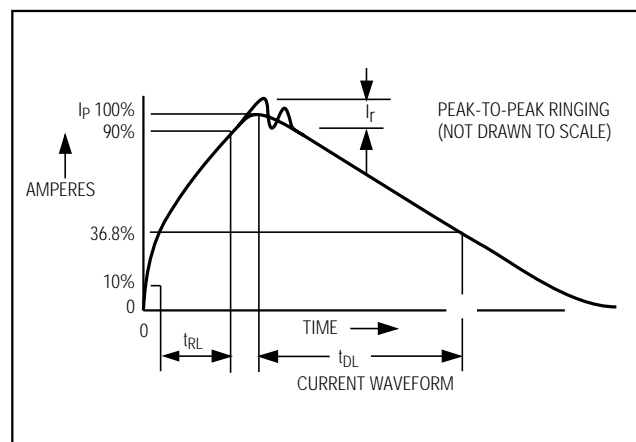 IP 100%
90%
AMPERES
36.8%
10%
0
0
tRL
TIME
tDL
CURRENT WAVEFORM
Ir
PEAK-TO-PEAK RINGING
(NOT DRAWN TO SCALE)